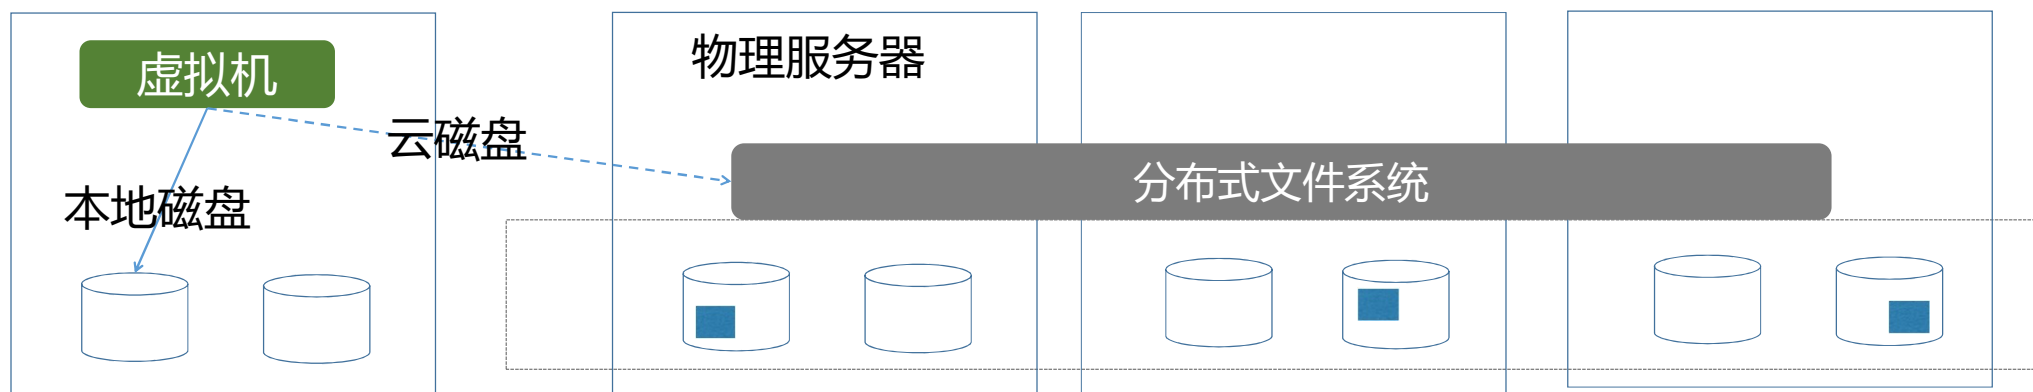 虚拟机
物理服务器
云磁盘
分布式文件系统
本地磁盘